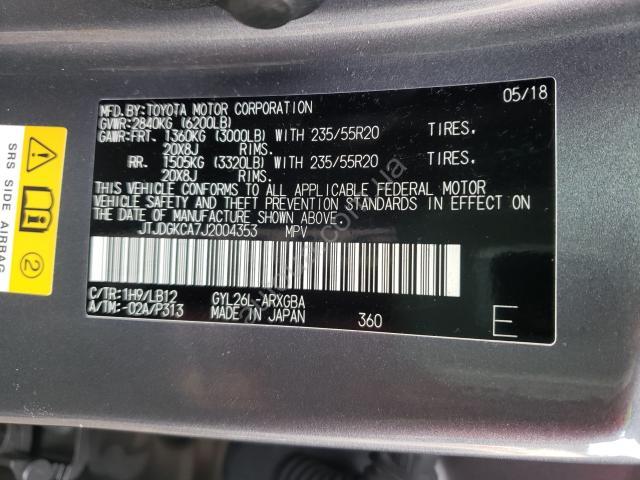 05/18
MFD.BY:TOYOTA MOTOR CORPORATION
GVWR:2840KG (6200LB)
GAWR:FRT. 1360KG (3000LB) WITH 235/55R20 TIRES.
20X8J RIMS.
RR. 1505KG (3320LB) WITH 235/55R20 TIRES.
20X8J RIMS.
THIS VEHICLE CONFORMS TO ALL APPLICABLE FEDERAL MOTOR
VEHICLE SAFETY AND THEFT PREVENTION STANDARDS IN EFFECT ON
THE DATE OF MANUFACTURE SHOWN ABOVE.
JTJDGKCA7J2004353 MPV
C/TR:1H9/LB12 GYL26L-ARXGBA
A/TM:-02A/P313 MADE IN JAPAN 360 E
SRS SIDE AIRBAG
2